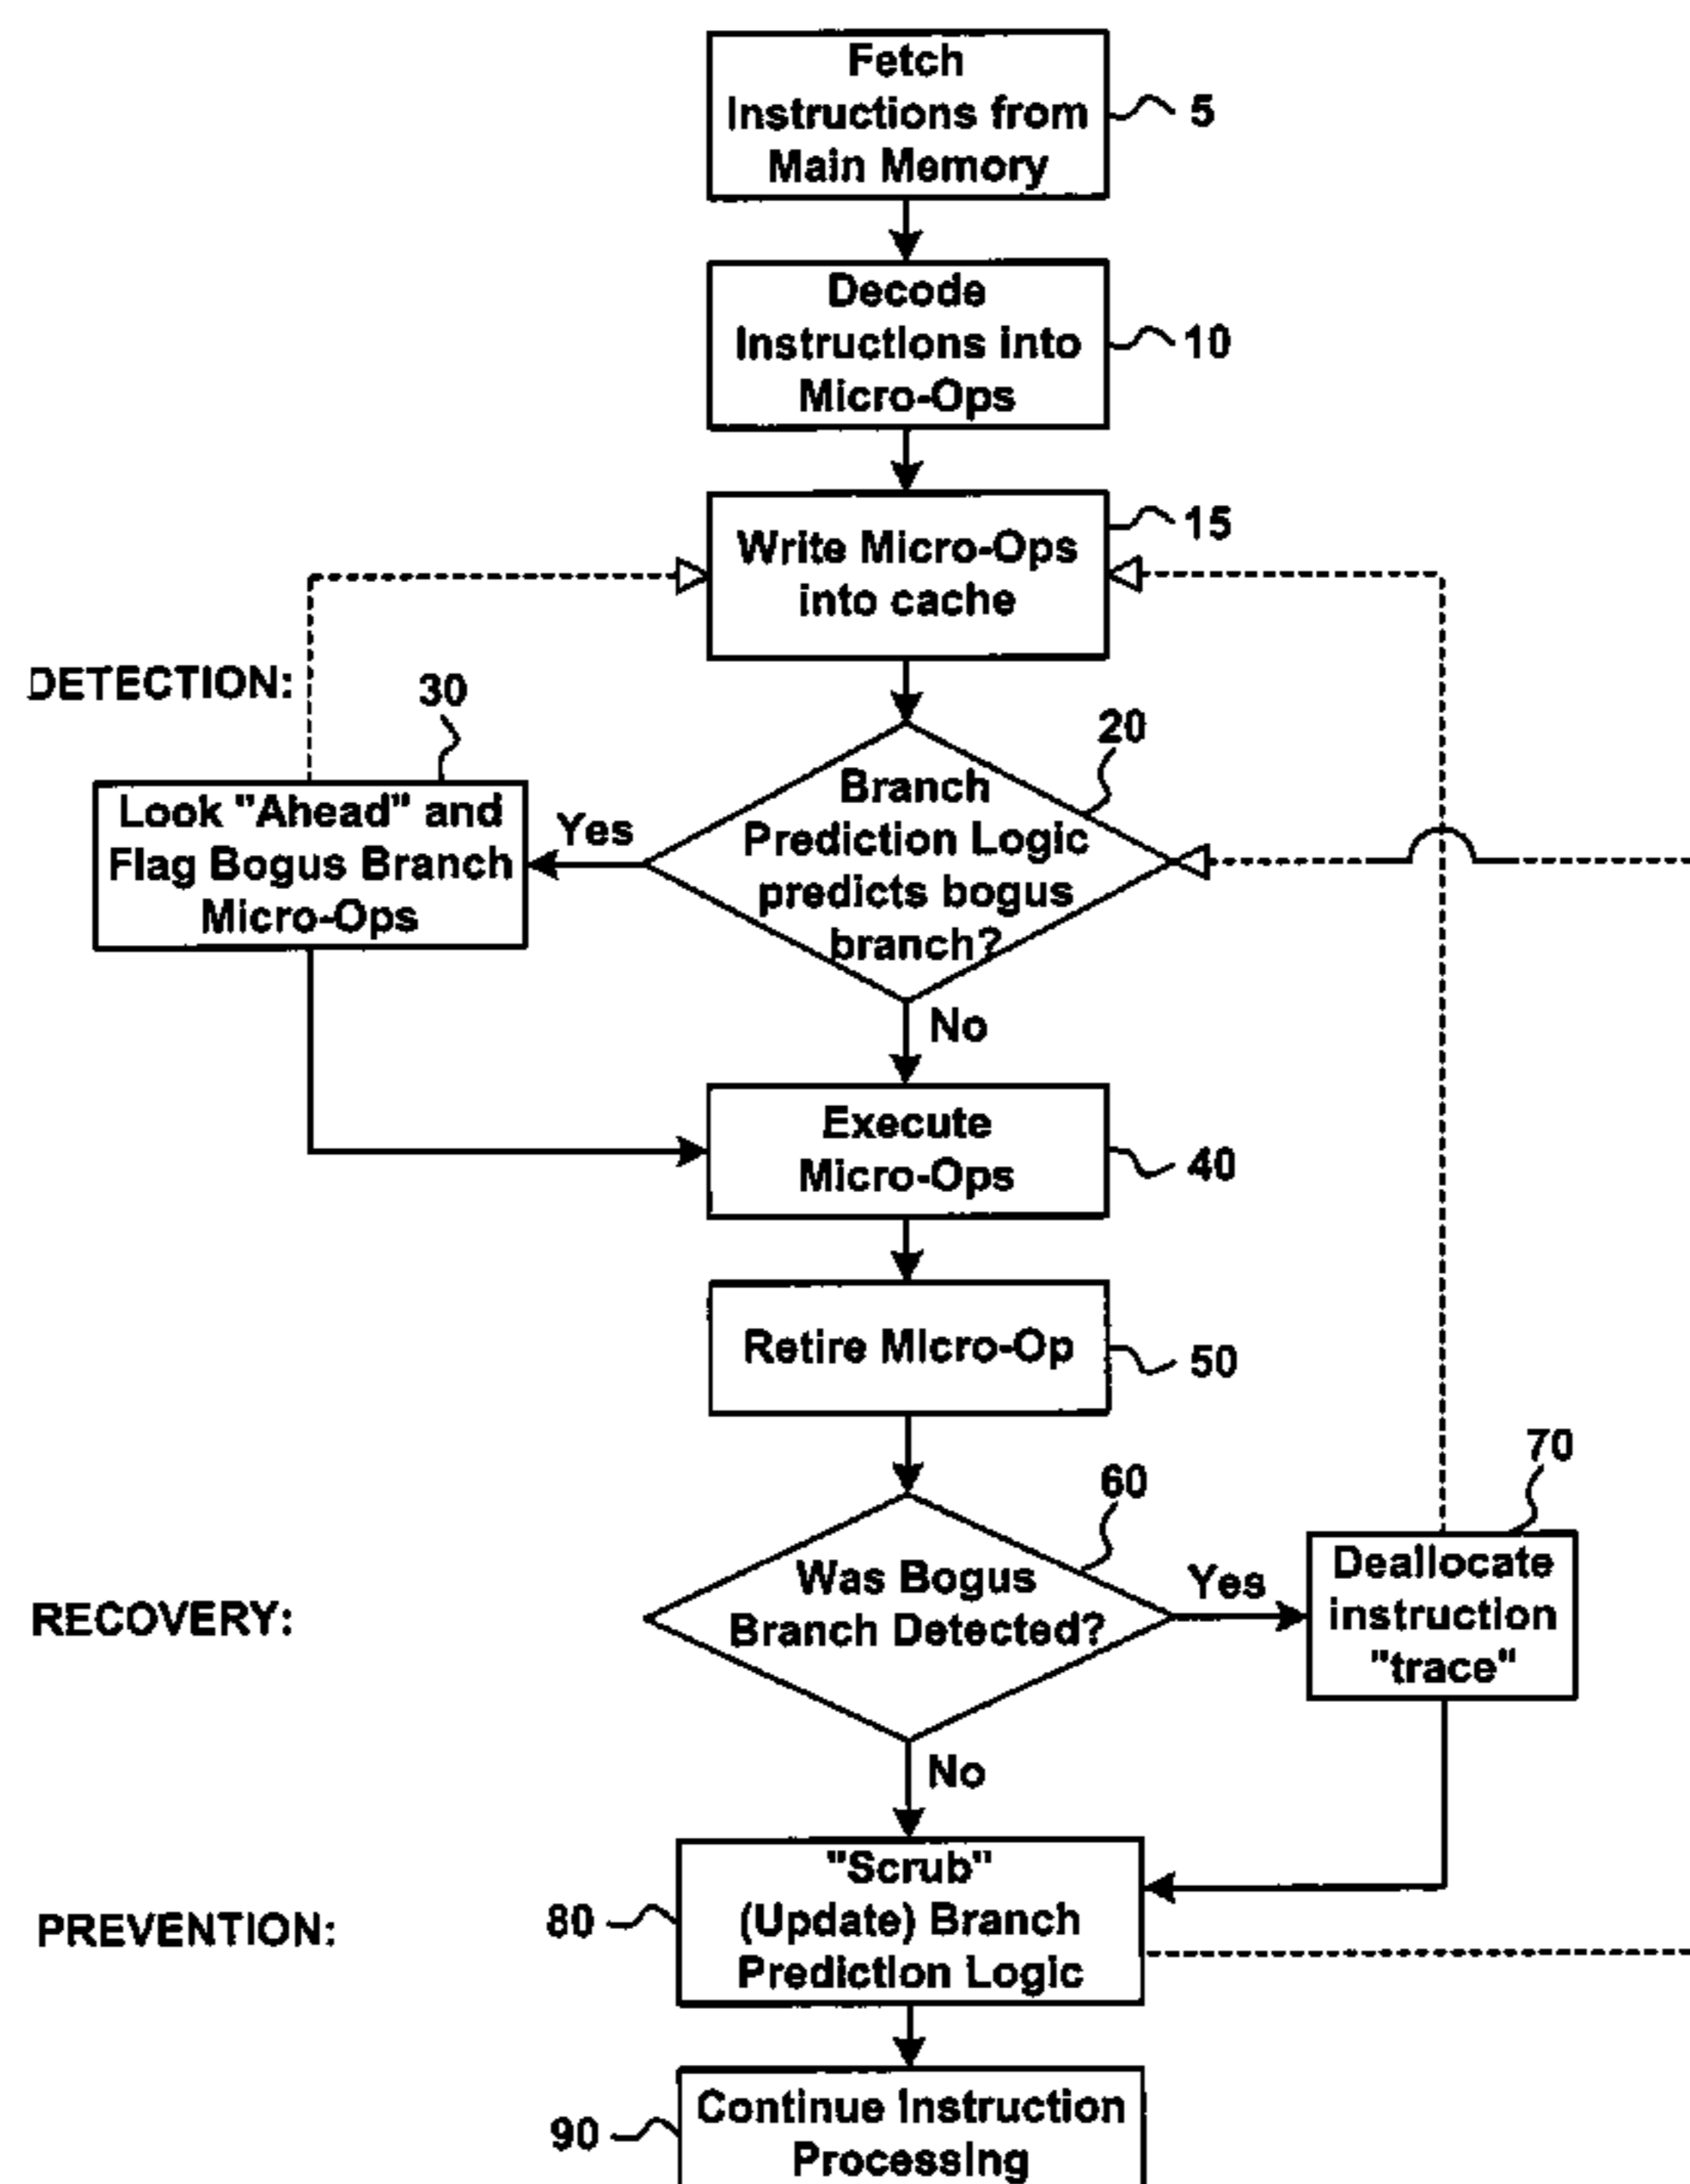 Fetch
Instructions from
Main Memory
5
Decode
Instructions into
Micro-Ops
10
Write Micro-Ops
into cache
15
DETECTION:
30
Look "Ahead" and
Flag Bogus Branch
Micro-Ops
Yes
20
Branch
Prediction Logic
predicts bogus
branch?
No
Execute
Micro-Ops
40
Retire Micro-Op
50
RECOVERY:
60
Was Bogus
Branch Detected?
Yes
70
Deallocate
instruction
"trace"
No
PREVENTION:
80
"Scrub"
(Update) Branch
Prediction Logic
90
Continue Instruction
Processing